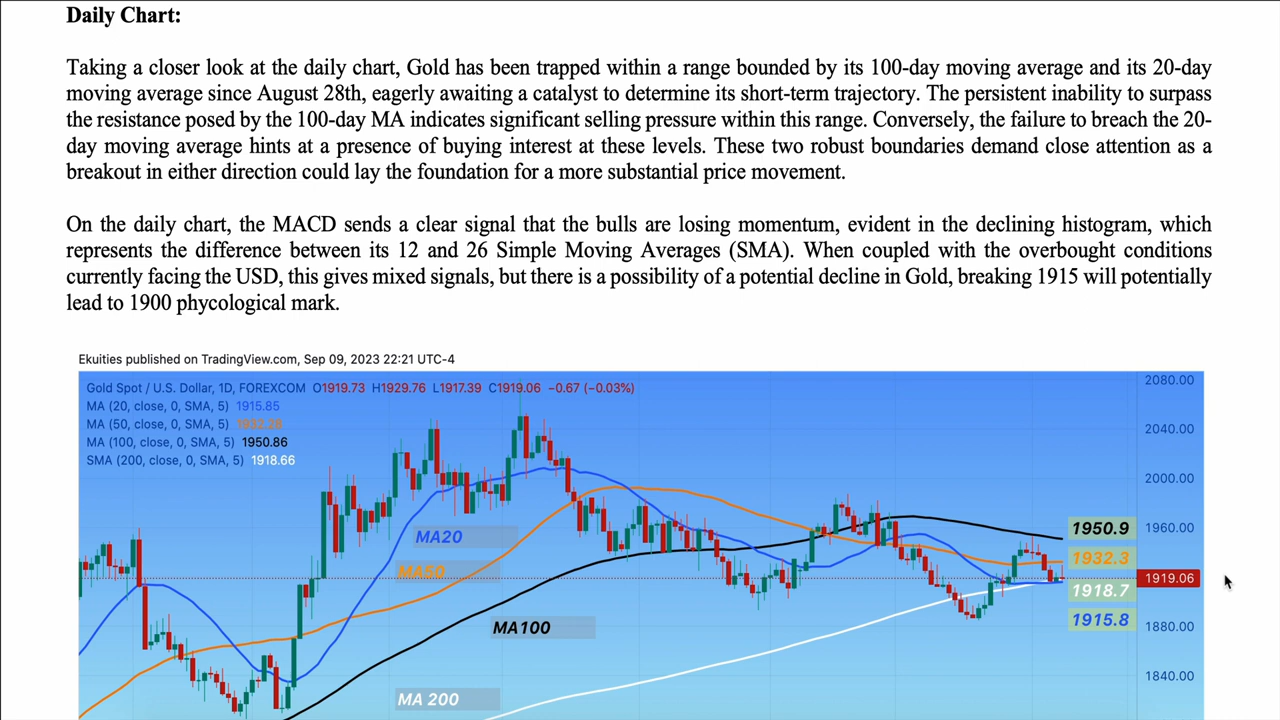 Daily Chart:
Taking a closer look at the daily chart, Gold has been trapped within a range bounded by its 100-day moving average and its 20-day
moving average since August 28th, eagerly awaiting a catalyst to determine its short-term trajectory. The persistent inability to surpass
the resistance posed by the 100-day MA indicates significant selling pressure within this range. Conversely, the failure to breach the 20-
day moving average hints at a presence of buying interest at these levels. These two robust boundaries demand close attention as a
breakout in either direction could lay the foundation for a more substantial price movement.
On the daily chart, the MACD sends a clear signal that the bulls are losing momentum, evident in the declining histogram, which
represents the difference between its 12 and 26 Simple Moving Averages (SMA). When coupled with the overbought conditions
currently facing the USD, this gives mixed signals, but there is a possibility of a potential decline in Gold, breaking 1915 will potentially
lead to 1900 phycological mark.
Ekuities published on TradingView.com, Sep 09, 2023 22:21 UTC-4
Gold Spot / U.S. Dollar, 1D, FOREXCOM O1919.73 H1929.76 L1917.39 C1919.06 −0.67 (−0.03%)
MA (20, close, 0, SMA, 5) 1915.85
MA (50, close, 0, SMA, 5)
MA (100, close, 0, SMA, 5) 1950.86
SMA (200, close, 0, SMA, 5) 1918.66
2080.00
2040.00
2000.00
1960.00
1919.06
1880.00
1840.00
1950.9
1932.3
1918.7
1915.8
MA20
MA50
MA100
MA 200